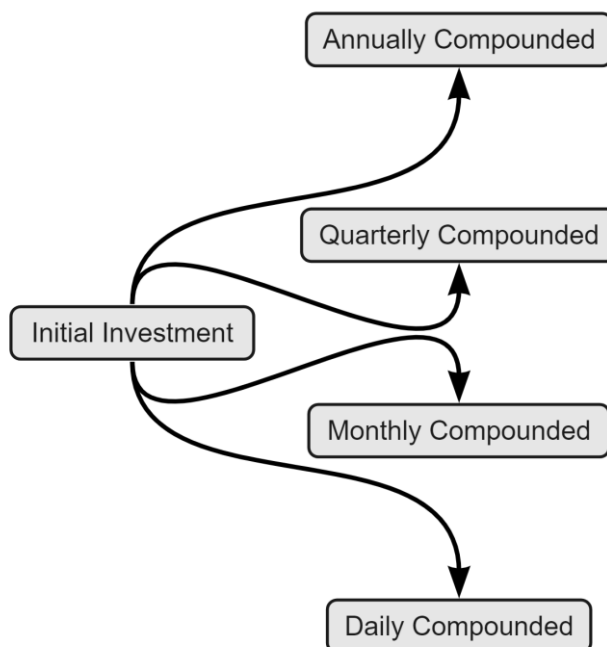 Annually Compounded
Quarterly Compounded
Initial Investment
Monthly Compounded
Daily Compounded